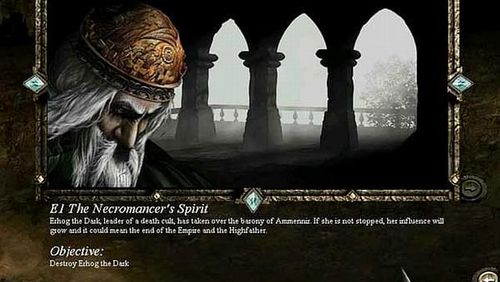 E1 The Necromancer's Spirit
Erhog the Dark, leader of a death cult, has taken over the barony of Ammennir. If she is not stopped, her influence will
grow and it could mean the end of the Empire and the Highfather.
Objective:
Destroy Erhog the Dark